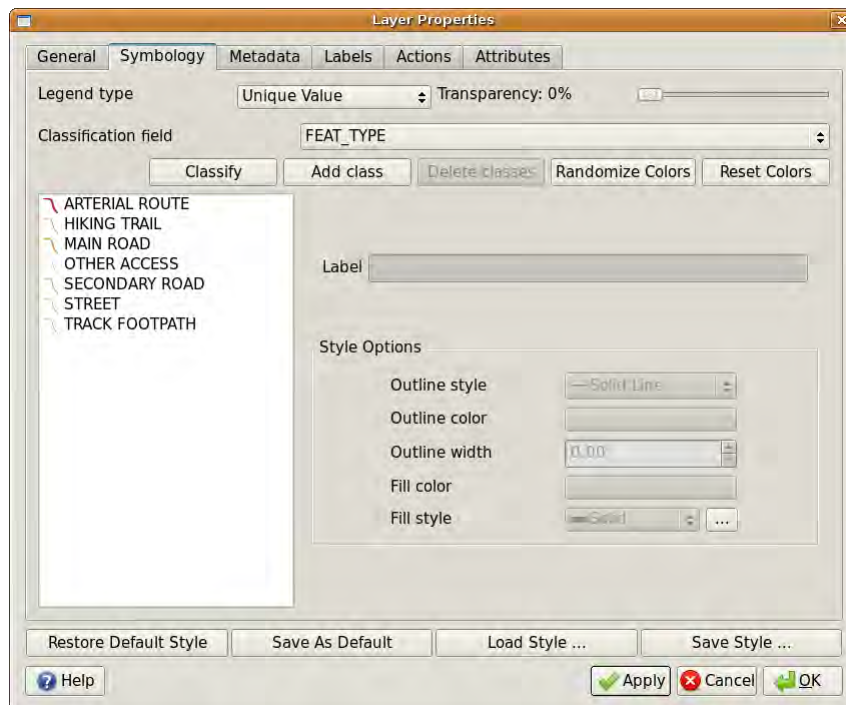 Layer Properties
General Symbology Metadata Labels Actions Attributes
Legend type Unique Value Transparency: 0%
Classification field FEAT_TYPE
Classify Add class Delete classes Randomize Colors Reset Colors
ARTERIAL ROUTE
HIKING TRAIL
MAIN ROAD
OTHER ACCESS
SECONDARY ROAD
STREET
TRACK FOOTPATH
Label
Style Options
Outline style Solid Line
Outline color
Outline width 0.00
Fill color
Fill style Solid ...
Restore Default Style Save As Default Load Style ... Save Style ...
Help Apply Cancel OK